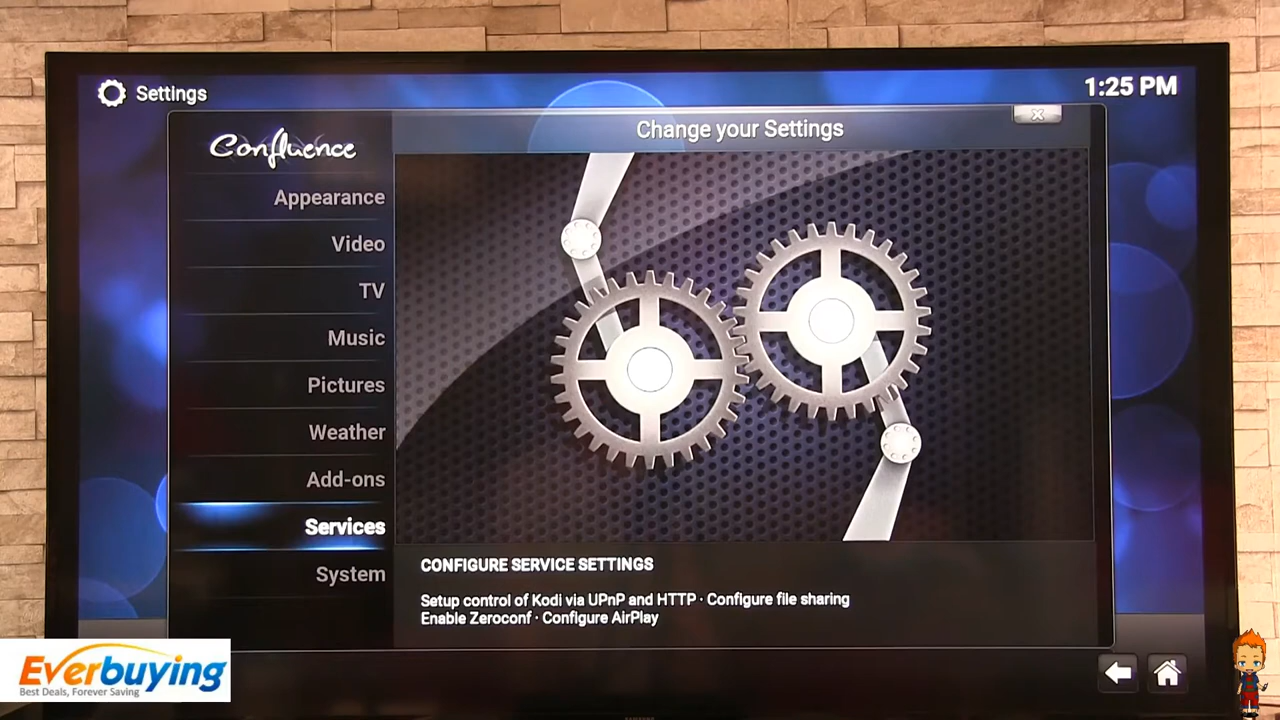 Settings
1:25 PM
Confluence
Change your Settings
Appearance
Video
TV
Music
Pictures
Weather
Add-ons
Services
System
CONFIGURE SERVICE SETTINGS
Setup control of Kodi via UPnP and HTTP · Configure file sharing
Enable Zeroconf · Configure AirPlay
Everbuying
Best Deals, Forever Saving